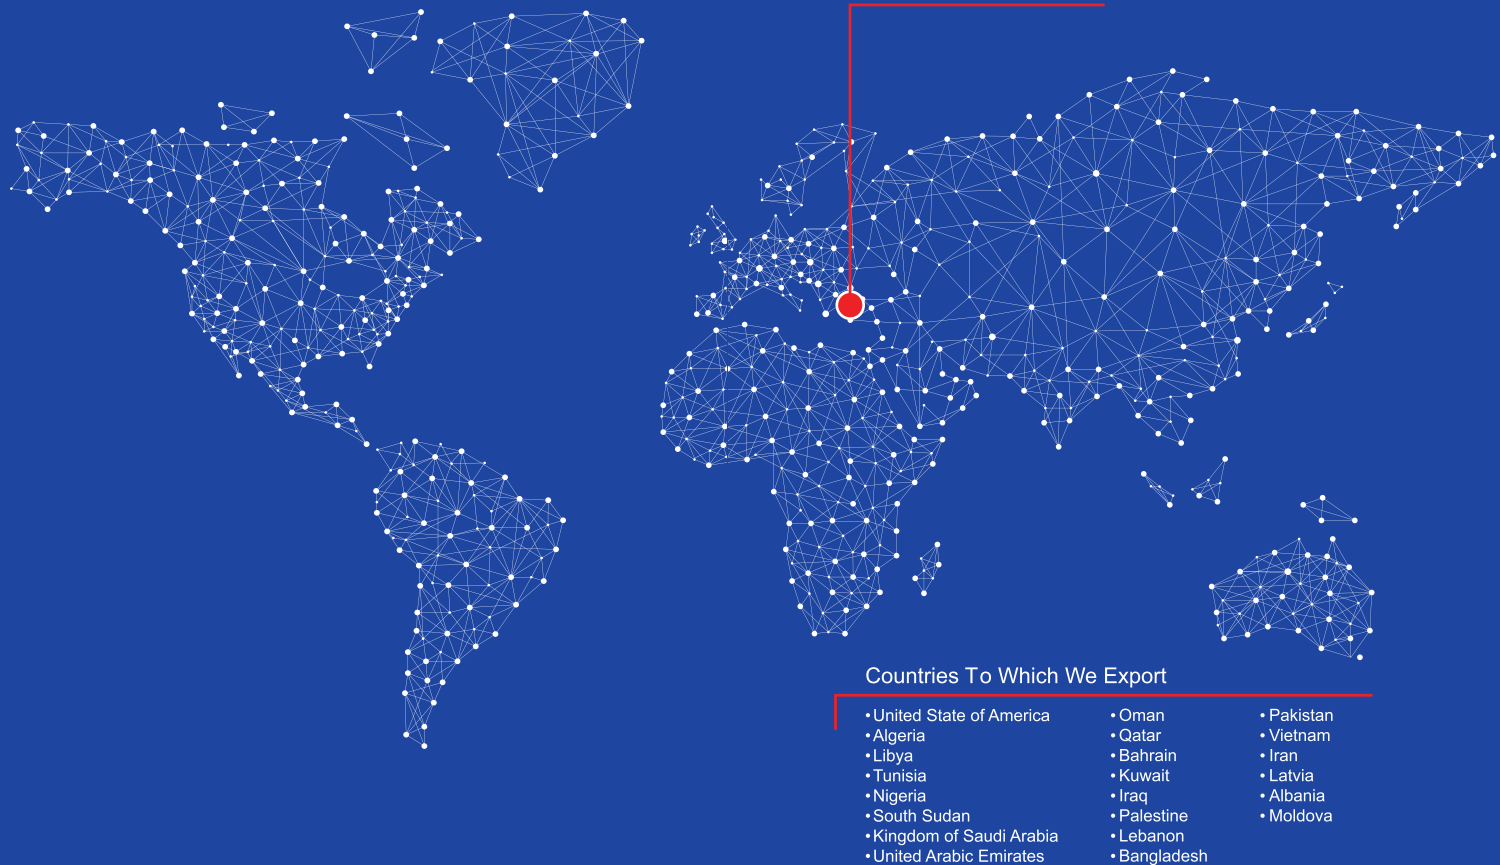 Countries To Which We Export
• United State of America
• Algeria
• Libya
• Tunisia
• Nigeria
• South Sudan
• Kingdom of Saudi Arabia
• United Arabic Emirates
• Oman
• Qatar
• Bahrain
• Kuwait
• Iraq
• Palestine
• Lebanon
• Bangladesh
• Pakistan
• Vietnam
• Iran
• Latvia
• Albania
• Moldova